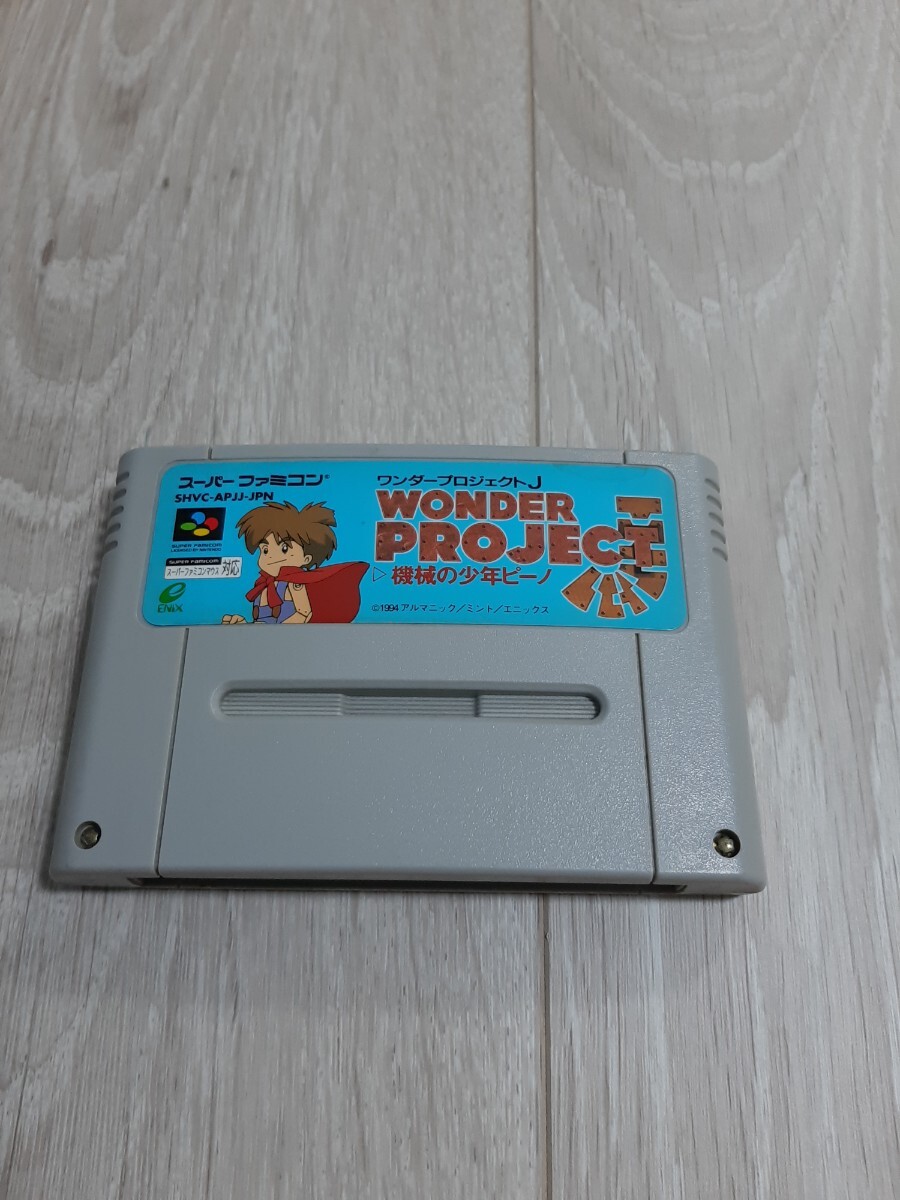 スーパーファミコン®
SHVC-APJJ-JPN
SUPER FAMICOM
LICENSED BY NINTENDO
SUPER FAMICOM
スーパーファミコンマウス対応
ENIX
ワンダープロジェクトJ
WONDER
PROJECT J
▷機械の少年ピーノ
©1994 アルマニック/ミント/エニックス